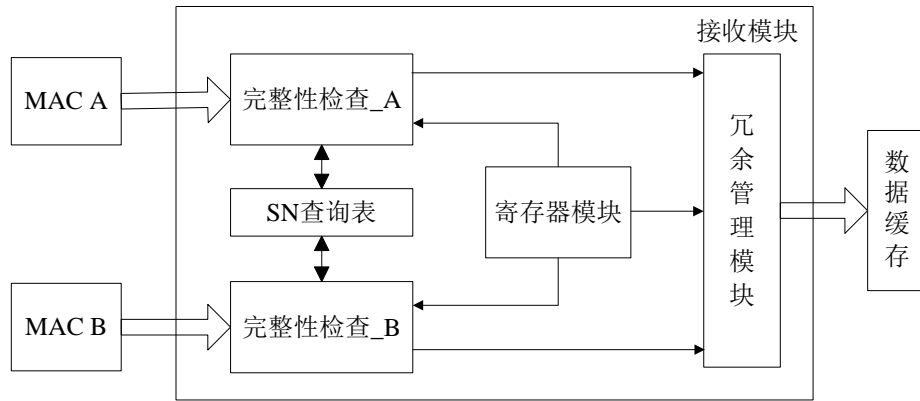 接收模块
MAC A
完整性检查_A
冗余管理模块
数据缓存
SN查询表
寄存器模块
MAC B
完整性检查_B